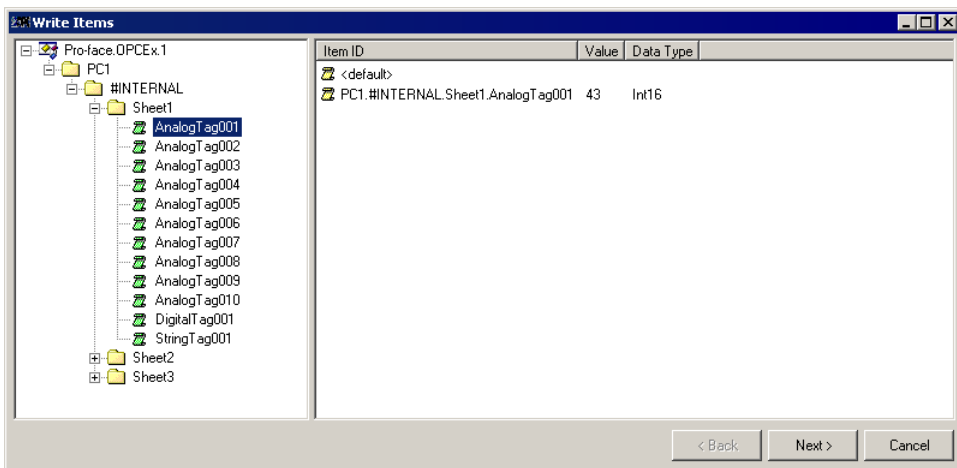 Write Items
Pro-face.OPCEx.1
PC1
#INTERNAL
Sheet1
AnalogTag001
AnalogTag002
AnalogTag003
AnalogTag004
AnalogTag005
AnalogTag006
AnalogTag007
AnalogTag008
AnalogTag009
AnalogTag010
DigitalTag001
StringTag001
Sheet2
Sheet3
Item ID Value Data Type
<default>
PC1.#INTERNAL.Sheet1.AnalogTag001 43 Int16
< Back Next > Cancel